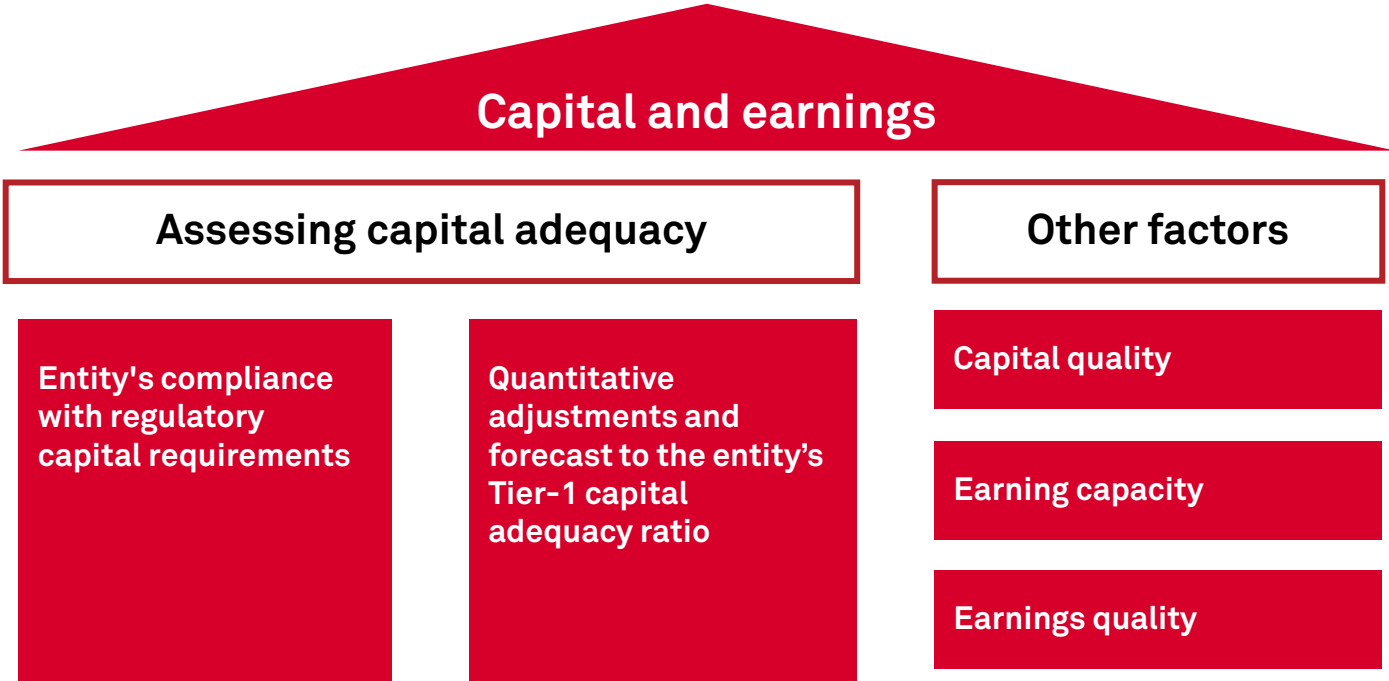 Capital and earnings
Assessing capital adequacy
Other factors
Entity's compliance
with regulatory
capital requirements
Quantitative
adjustments and
forecast to the entity’s
Tier-1 capital
adequacy ratio
Capital quality
Earning capacity
Earnings quality